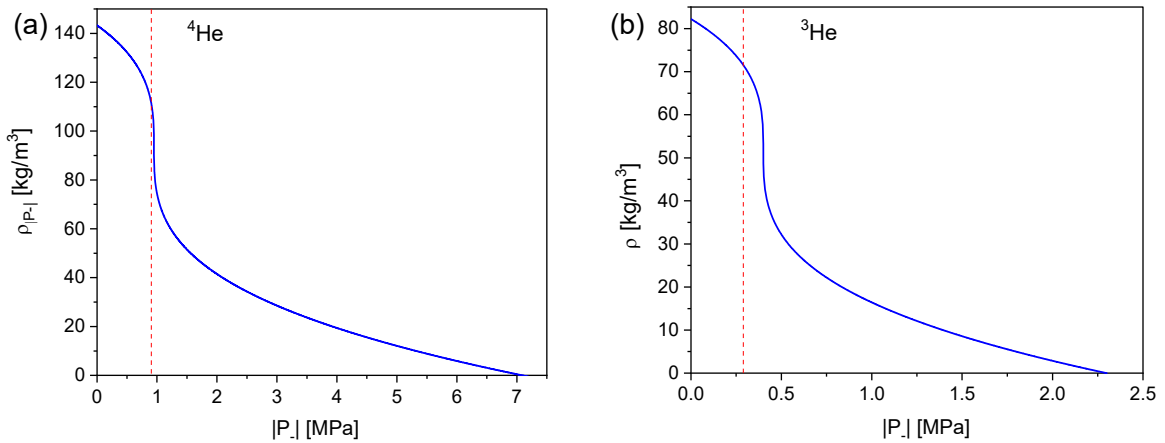 (a)
⁴He
140
120
100
80
60
40
20
0
0 1 2 3 4 5 6 7
ρ|P-| [kg/m³]
|P-| [MPa]
(b)
³He
80
70
60
50
40
30
20
10
0
0.0 0.5 1.0 1.5 2.0 2.5
ρ [kg/m³]
|P-| [MPa]